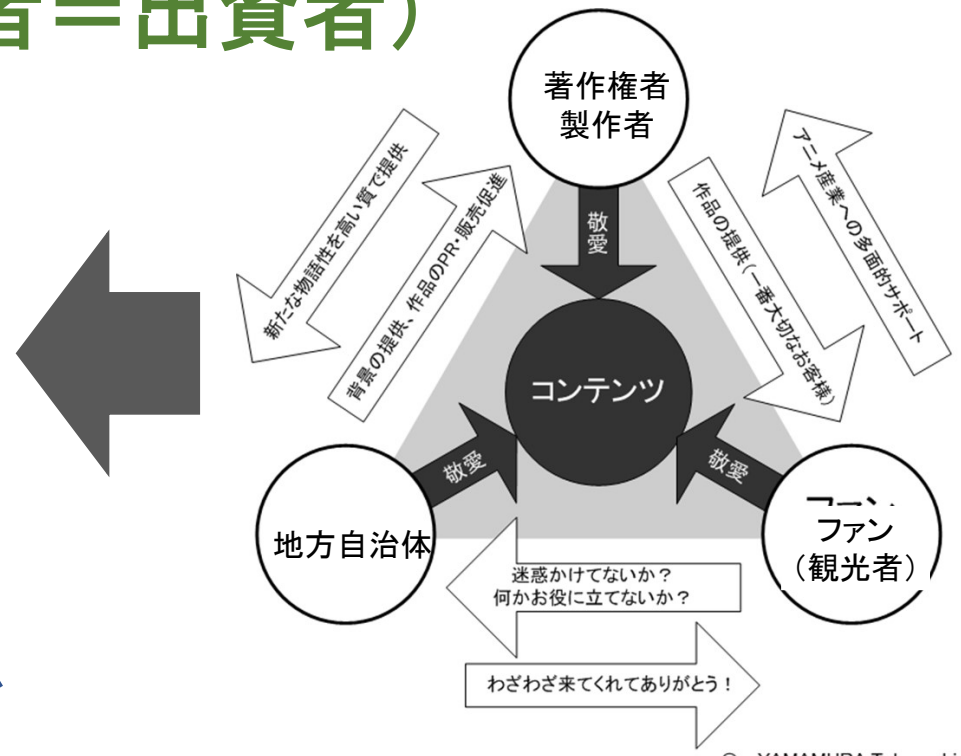 者＝出資者）
著作権者
製作者
新たな物語性を高い質で提供
背景の提供、作品のPR・販売促進
作品の提供（一番大切なお客様）
アニメ産業への多面的サポート
敬愛
コンテンツ
敬愛
敬愛
地方自治体
ファン
（観光者）
迷惑かけてないか？
何かお役に立てないか？
わざわざ来てくれてありがとう！